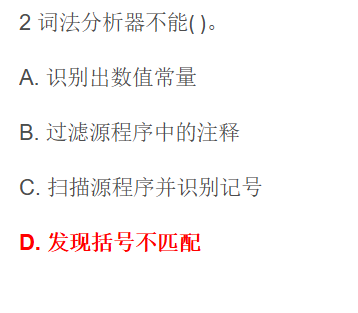 2 词法分析器不能( )。
A. 识别出数值常量
B. 过滤源程序中的注释
C. 扫描源程序并识别记号
D. 发现括号不匹配